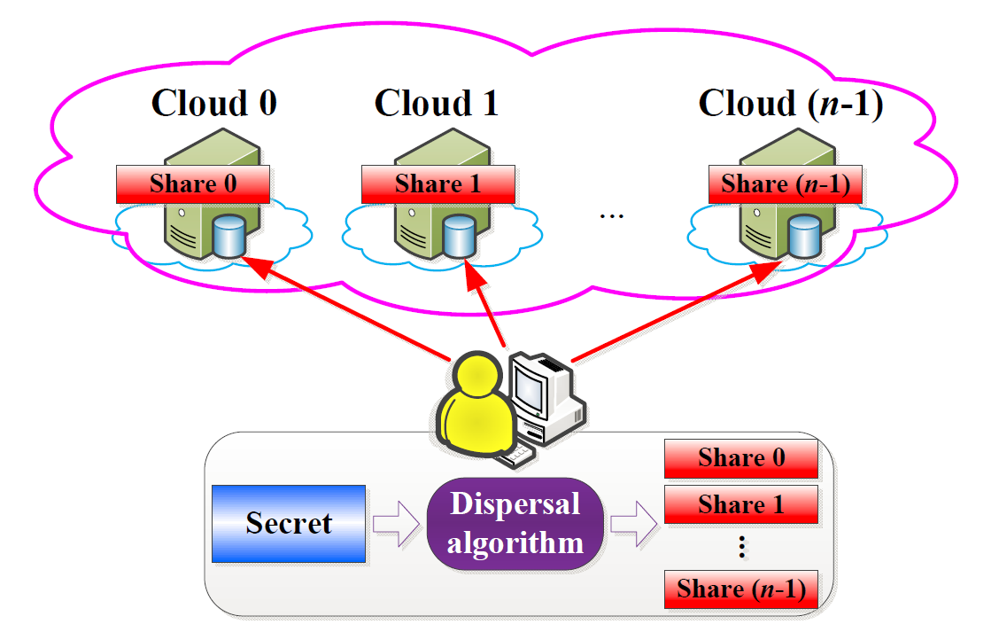 Cloud 0
Cloud 1
Cloud (n-1)
Share 0
Share 1
Share (n-1)
...
Secret
Dispersal
algorithm
Share 0
Share 1
⋮
Share (n-1)